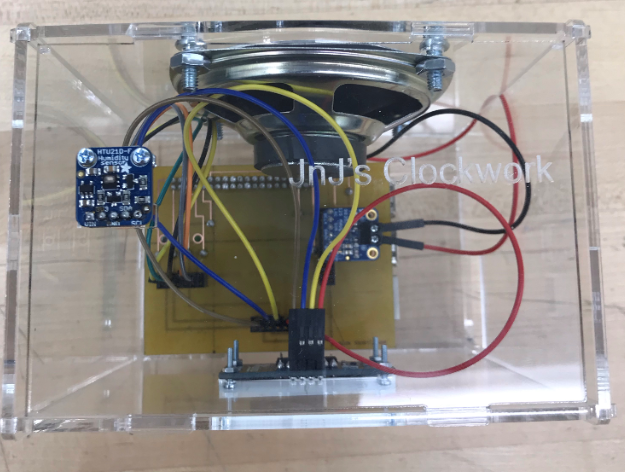 HTU21D-F
Humidity
Sensor
JnJ's Clockwork